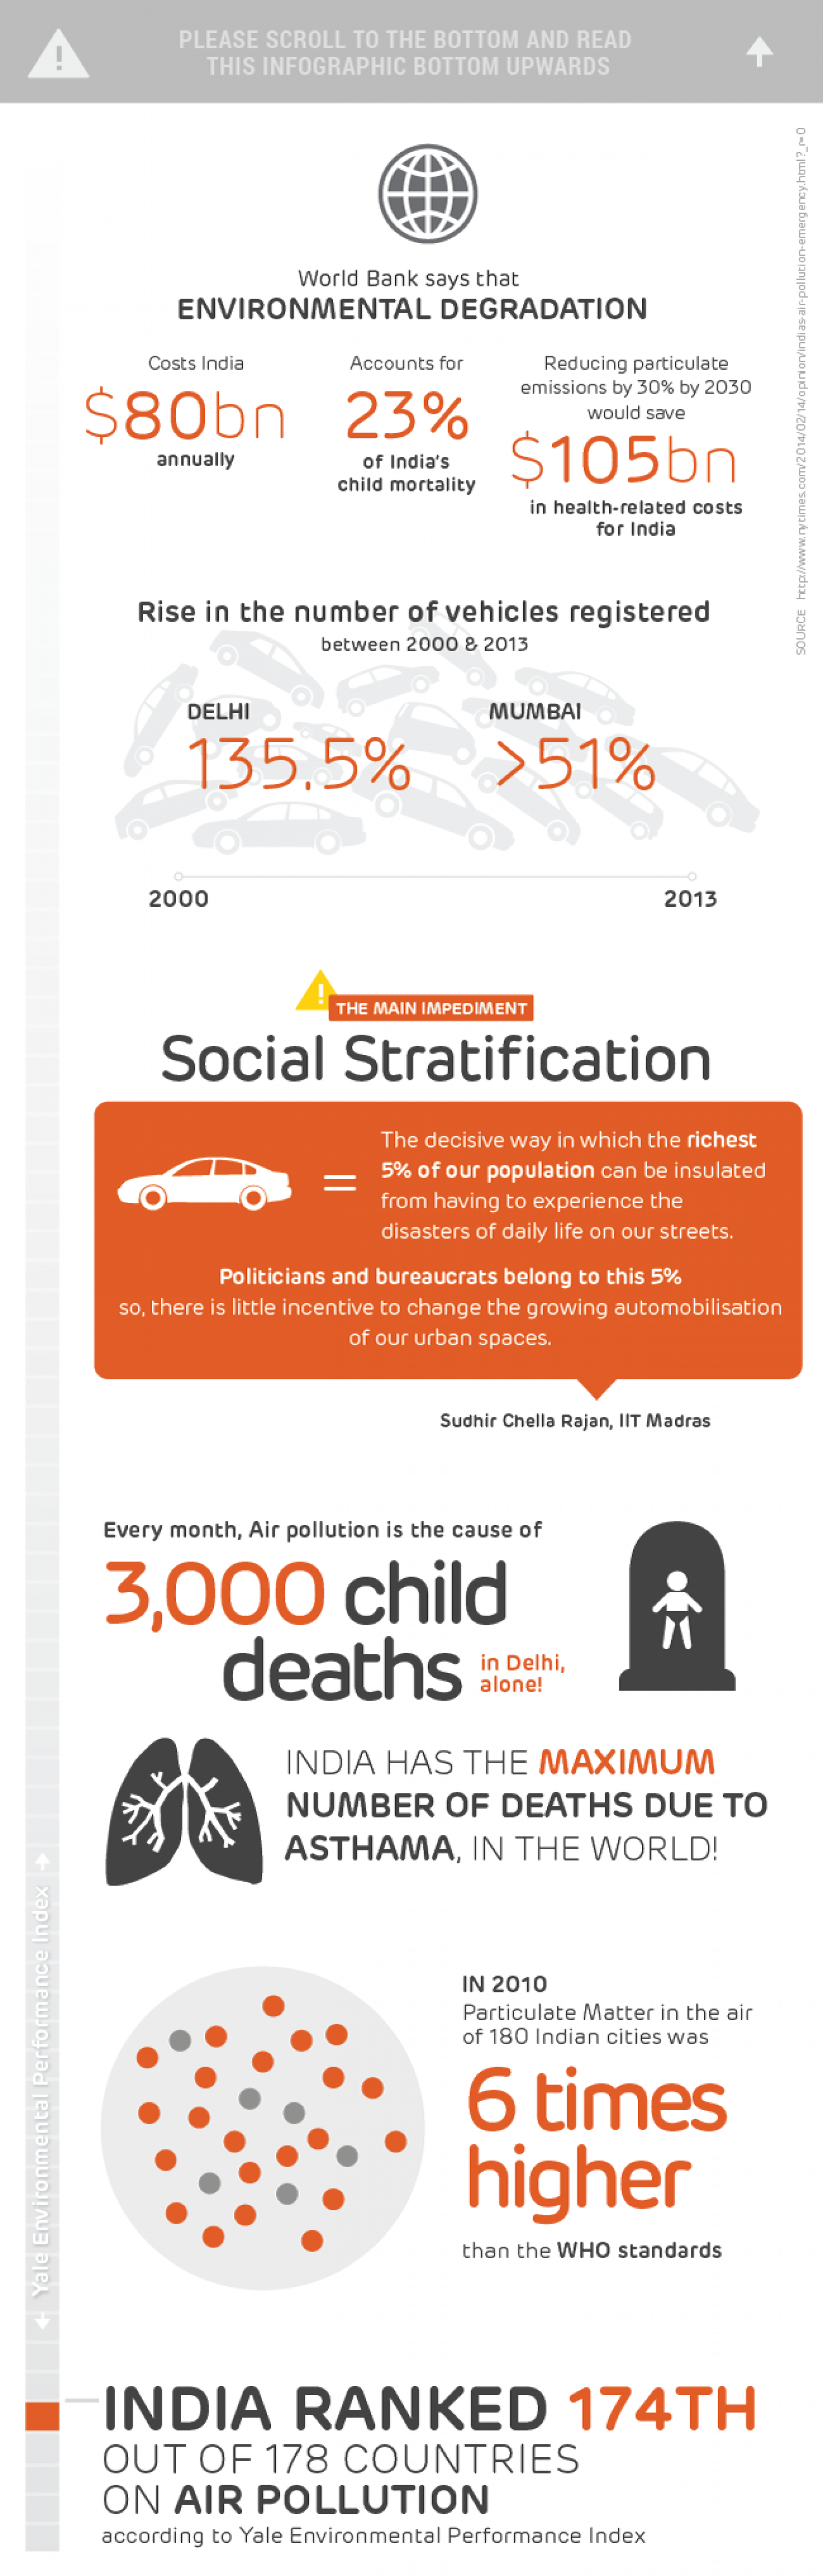 PLEASE SCROLL TO THE BOTTOM AND READ
THIS INFOGRAPHIC BOTTOM UPWARDS
World Bank says that
ENVIRONMENTAL DEGRADATION
Costs India
$80bn
annually
Accounts for
23%
of India's
child mortality
Reducing particulate
emissions by 30% by 2030
would save
$105bn
in health-related costs
for India
SOURCE http://www.nytimes.com/2014/02/14/opinion/indias-air-pollution-emergency.html?_r=0
Rise in the number of vehicles registered
between 2000 & 2013
DELHI
135.5%
MUMBAI
>51%
2000
2013
THE MAIN IMPEDIMENT
Social Stratification
=
The decisive way in which the richest
5% of our population can be insulated
from having to experience the
disasters of daily life on our streets.
Politicians and bureaucrats belong to this 5%
so, there is little incentive to change the growing automobilisation
of our urban spaces.
Sudhir Chella Rajan, IIT Madras
Every month, Air pollution is the cause of
3,000 child
deaths
in Delhi,
alone!
INDIA HAS THE MAXIMUM
NUMBER OF DEATHS DUE TO
ASTHAMA, IN THE WORLD!
Yale Environmental Performance Index
IN 2010
Particulate Matter in the air
of 180 Indian cities was
6 times
higher
than the WHO standards
INDIA RANKED 174TH
OUT OF 178 COUNTRIES
ON AIR POLLUTION
according to Yale Environmental Performance Index